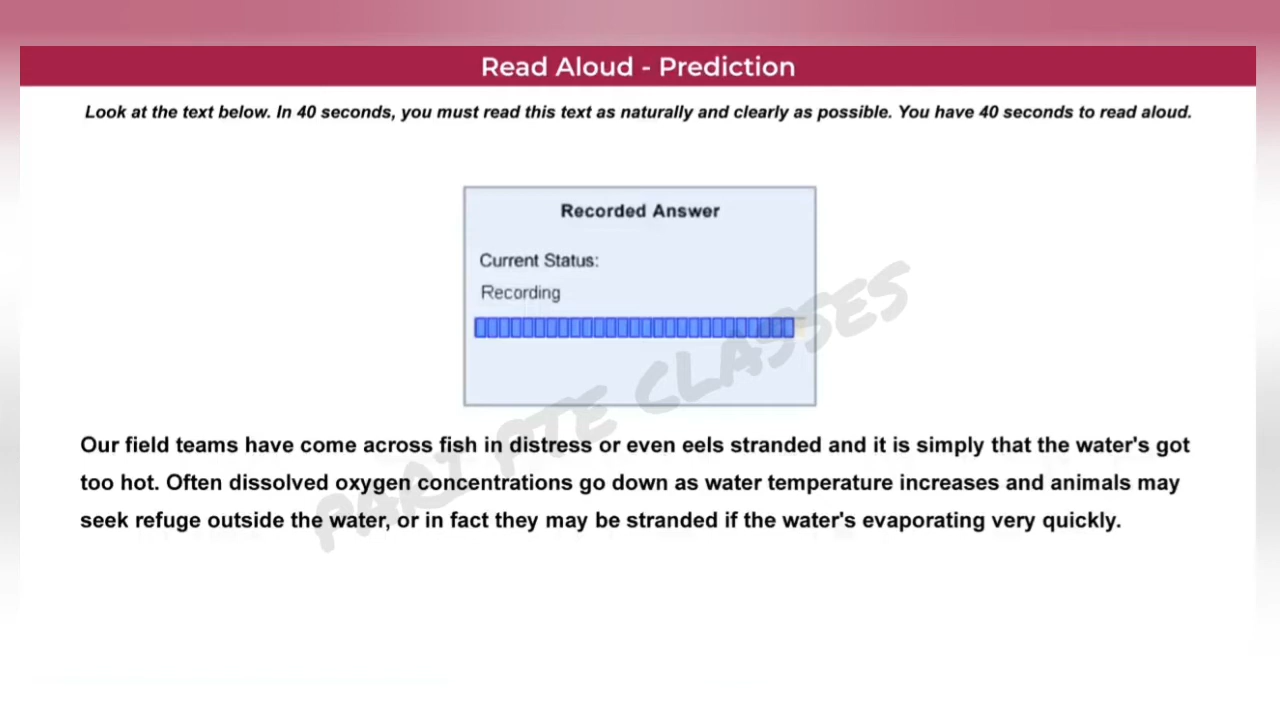 Read Aloud - Prediction
Look at the text below. In 40 seconds, you must read this text as naturally and clearly as possible. You have 40 seconds to read aloud.
Recorded Answer
Current Status:
Recording
PARI PTE CLASSES
Our field teams have come across fish in distress or even eels stranded and it is simply that the water's got
too hot. Often dissolved oxygen concentrations go down as water temperature increases and animals may
seek refuge outside the water, or in fact they may be stranded if the water's evaporating very quickly.